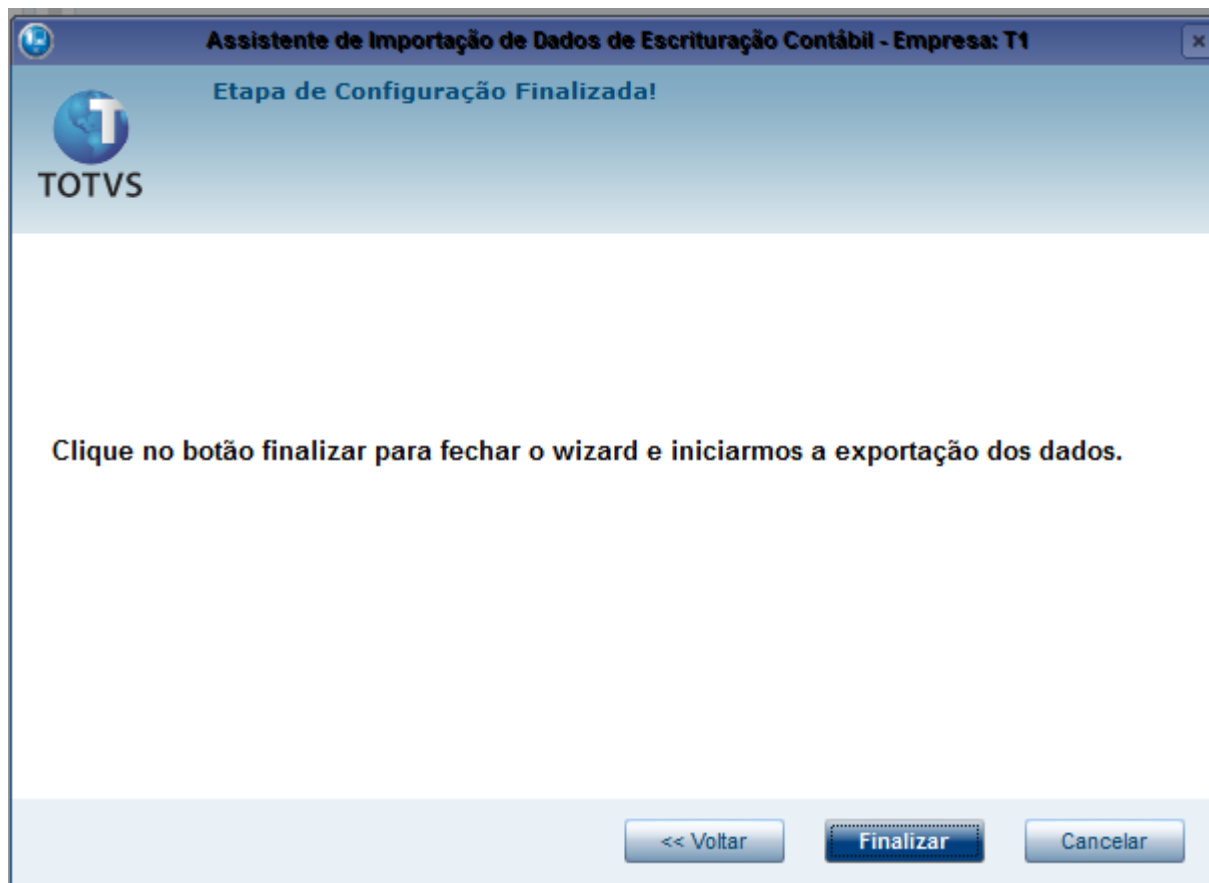 Assistente de Importação de Dados de Escrituração Contábil - Empresa: T1
Etapa de Configuração Finalizada!
TOTVS
Clique no botão finalizar para fechar o wizard e iniciarmos a exportação dos dados.
<< Voltar
Finalizar
Cancelar